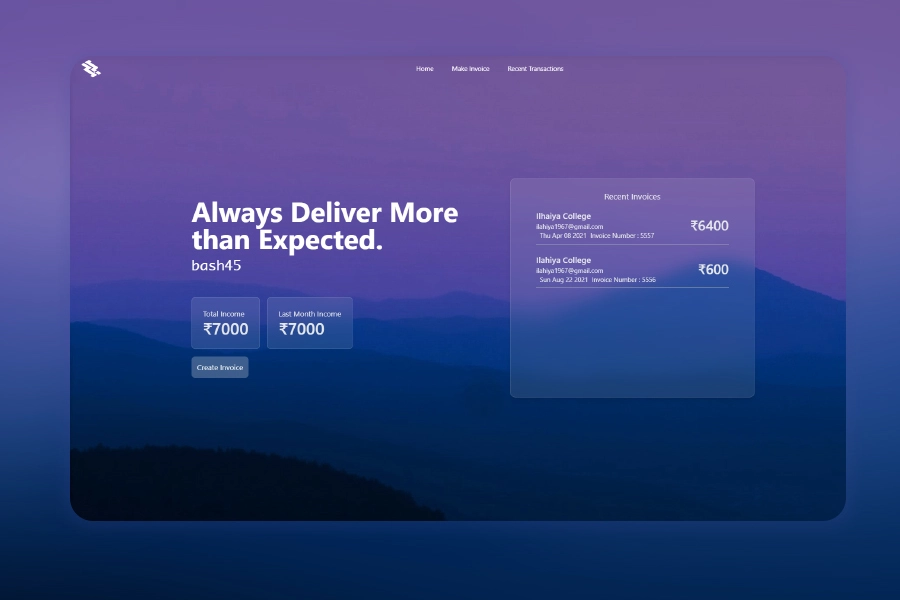 Home Make Invoice Recent Transactions
Always Deliver More
than Expected.
bash45
Total Income
₹7000
Last Month Income
₹7000
Create Invoice
Recent Invoices
Ilhaiya College
ilahiya1967@gmail.com
Thu Apr 08 2021 Invoice Number : 5557
₹6400
Ilahiya College
ilahiya1967@gmail.com
Sun Aug 22 2021 Invoice Number : 5556
₹600